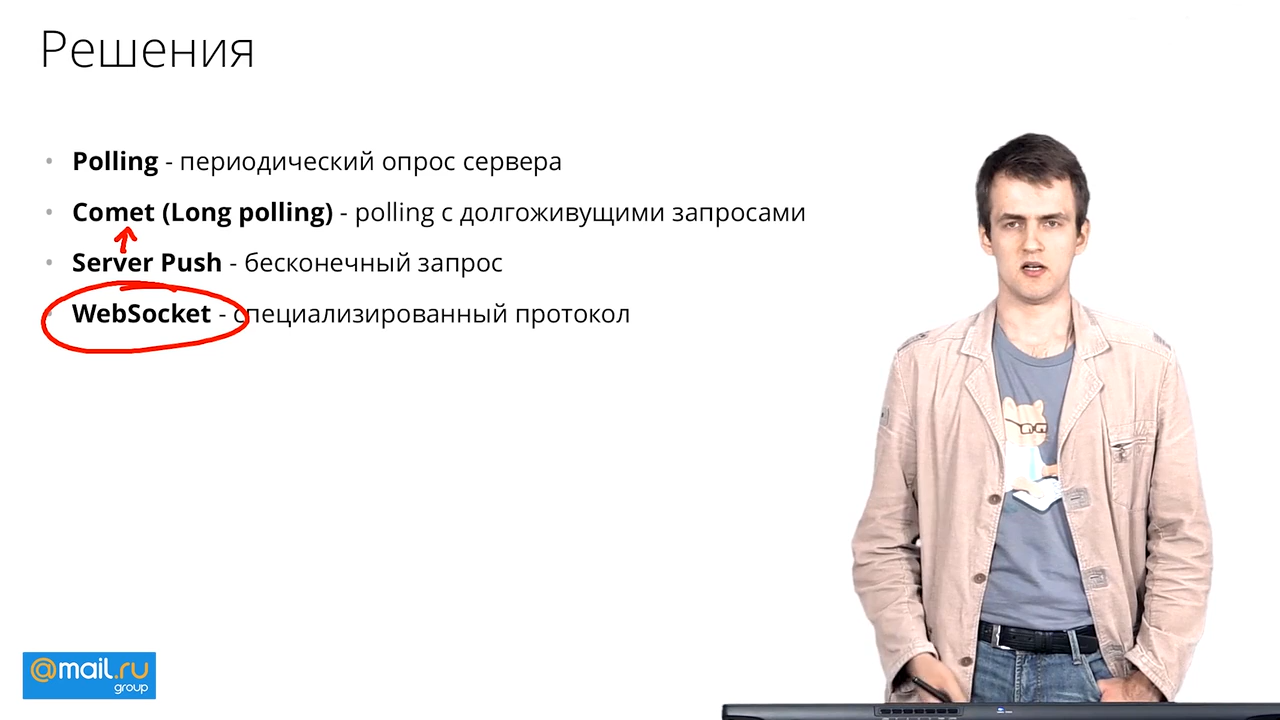 Решения
• Polling - периодический опрос сервера
• Comet (Long polling) - polling с долгоживущими запросами
• Server Push - бесконечный запрос
• WebSocket - специализированный протокол
@mail.ru
group